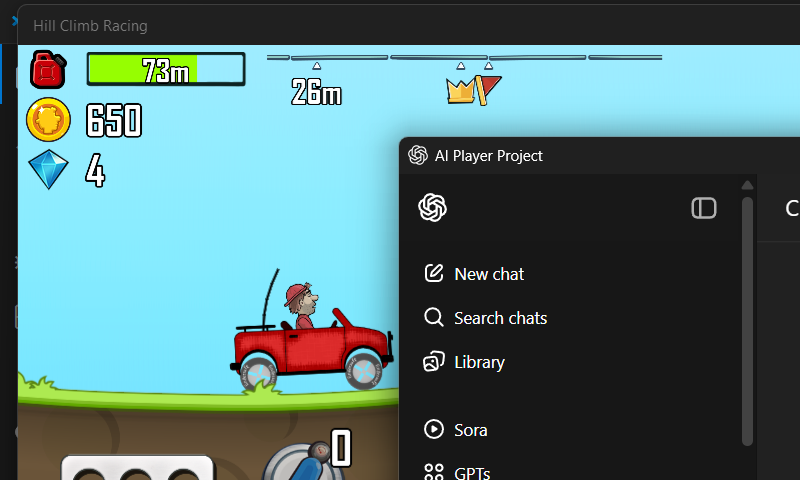 Hill Climb Racing
73m
26m
650
4
AI Player Project
C
New chat
Search chats
Library
Sora
GPTs
0